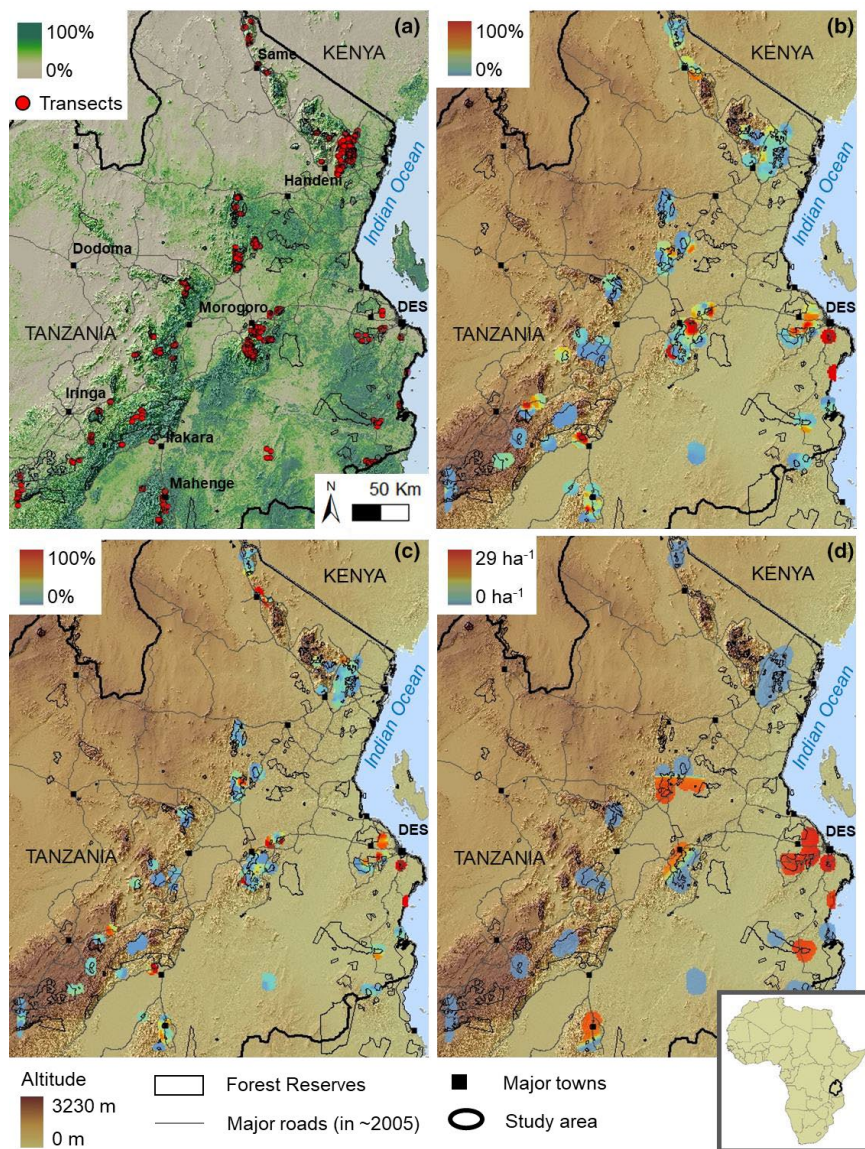 100%
0%
Transects
(a)
KENYA
Same
Handeni
Indian Ocean
Dodoma
Morogoro
DES
TANZANIA
Iringa
Ifakara
Mahenge
N
50 Km
100%
0%
(b)
KENYA
Indian Ocean
DES
TANZANIA
100%
0%
(c)
KENYA
Indian Ocean
DES
TANZANIA
29 ha⁻¹
0 ha⁻¹
(d)
KENYA
Indian Ocean
DES
TANZANIA
Altitude
3230 m
0 m
Forest Reserves
Major roads (in ~2005)
Major towns
Study area